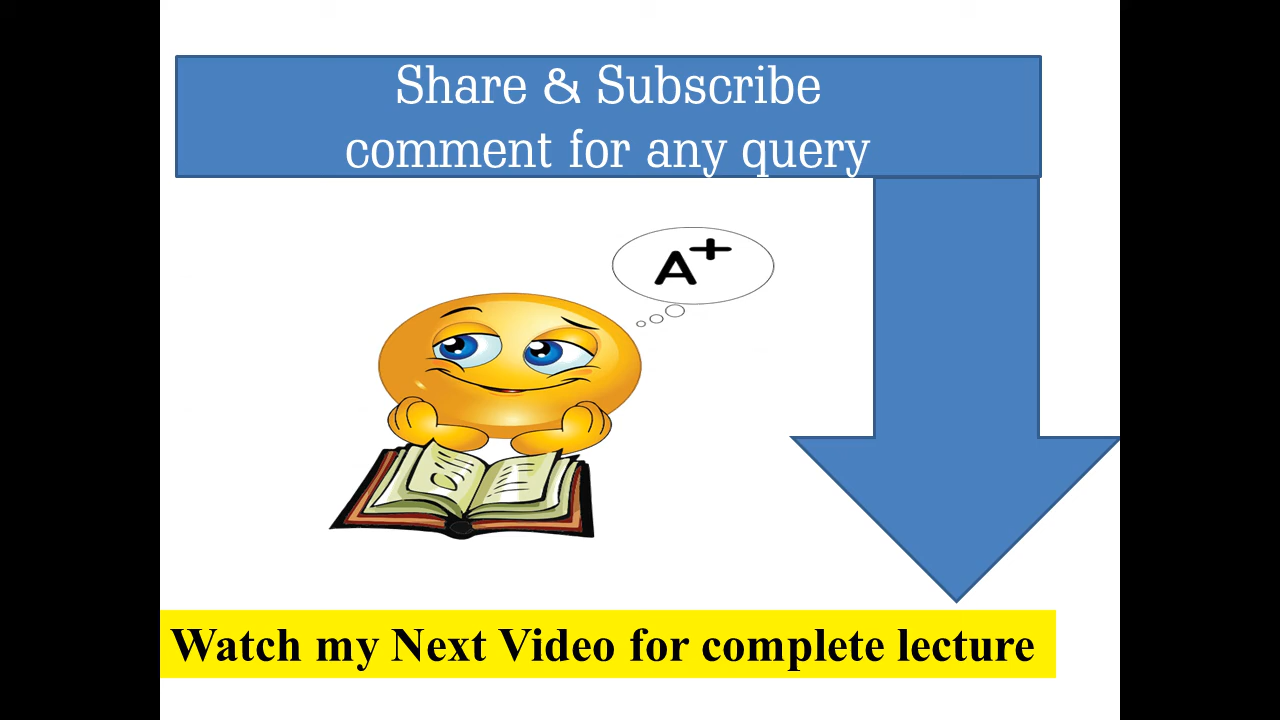 Share & Subscribe
comment for any query
A+
Watch my Next Video for complete lecture